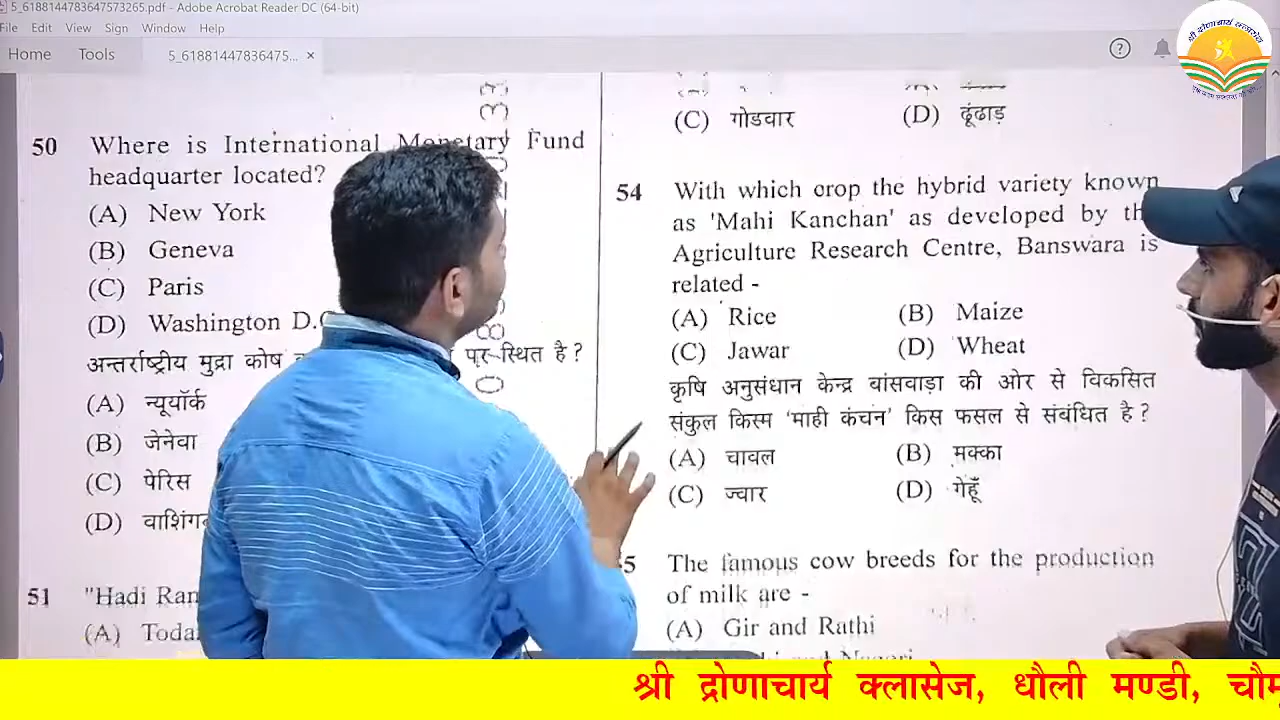 5_6188144783647573265.pdf - Adobe Acrobat Reader DC (64-bit)
File Edit View Sign Window Help
Home Tools 5_61881447836475... ×
श्री द्रोणाचार्य क्लासेज
50 Where is International Monetary Fund
headquarter located?
(A) New York
(B) Geneva
(C) Paris
(D) Washington D.C
अन्तर्राष्ट्रीय मुद्रा कोष पर स्थित है ?
(A) न्यूयॉर्क
(B) जेनेवा
(C) पेरिस
(D) वाशिंग
51 "Hadi Ran
(A) Toda
(C) गोडवार (D) ढूंढाड़
54 With which crop the hybrid variety known
as 'Mahi Kanchan' as developed by th
Agriculture Research Centre, Banswara is
related -
(A) Rice (B) Maize
(C) Jawar (D) Wheat
कृषि अनुसंधान केन्द्र बांसवाड़ा की ओर से विकसित
संकुल किस्म ‘माही कंचन’ किस फसल से संबंधित है ?
(A) चावल (B) मक्का
(C) ज्वार (D) गेहूँ
5 The famous cow breeds for the production
of milk are -
(A) Gir and Rathi
श्री द्रोणाचार्य क्लासेज, धौली मण्डी, चौमू